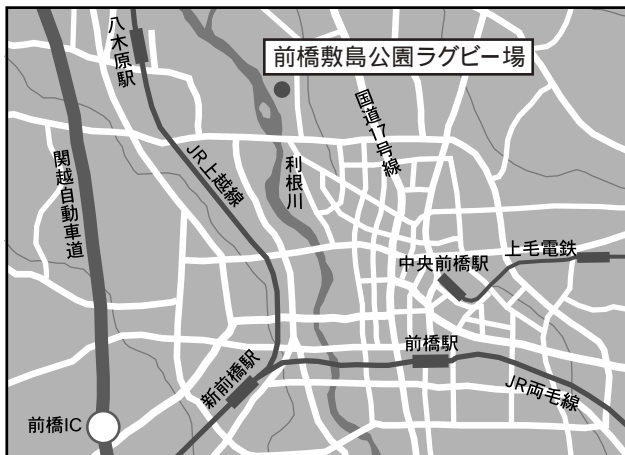 八木原駅
前橋敷島公園ラグビー場
国道17号線
関越自動車道
JR上越線
利根川
上毛電鉄
中央前橋駅
前橋駅
新前橋駅
JR両毛線
前橋IC